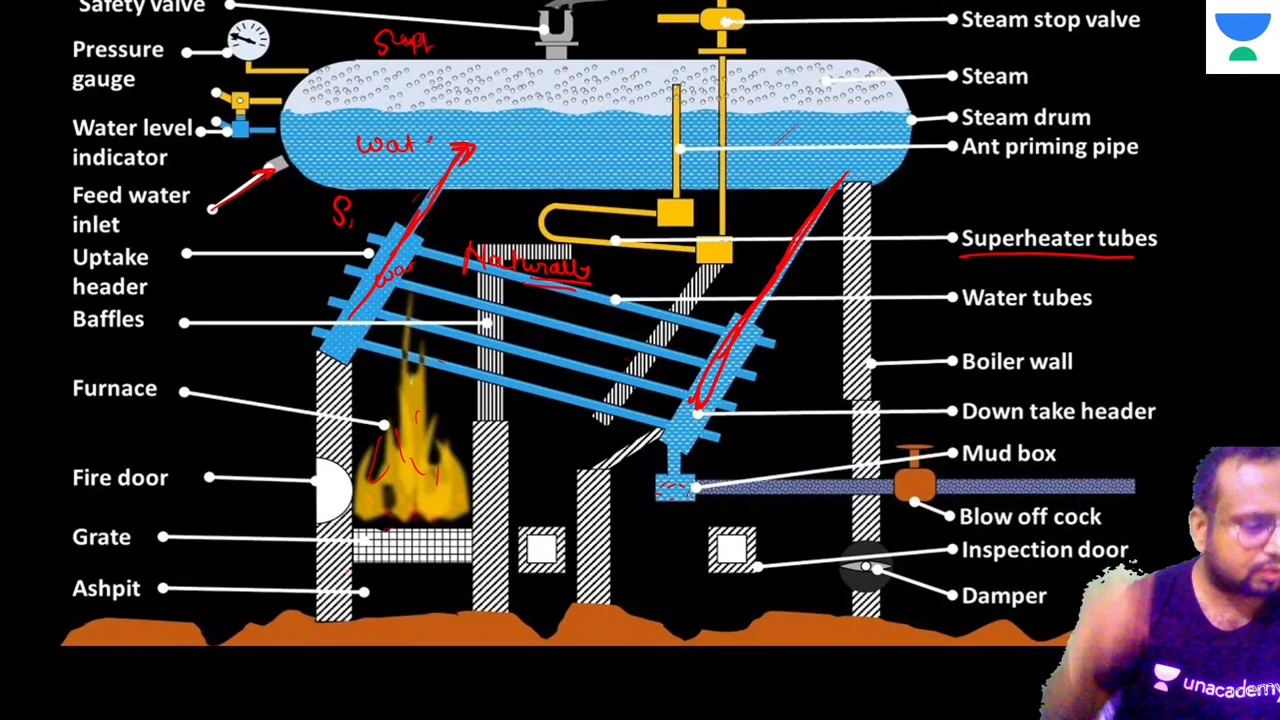 Safety valve
Pressure
gauge
Water level
indicator
Feed water
inlet
Uptake
header
Baffles
Furnace
Fire door
Grate
Ashpit
Steam stop valve
Steam
Steam drum
Ant priming pipe
Superheater tubes
Water tubes
Boiler wall
Down take header
Mud box
Blow off cock
Inspection door
Damper
Wat
Naturally
unacademy